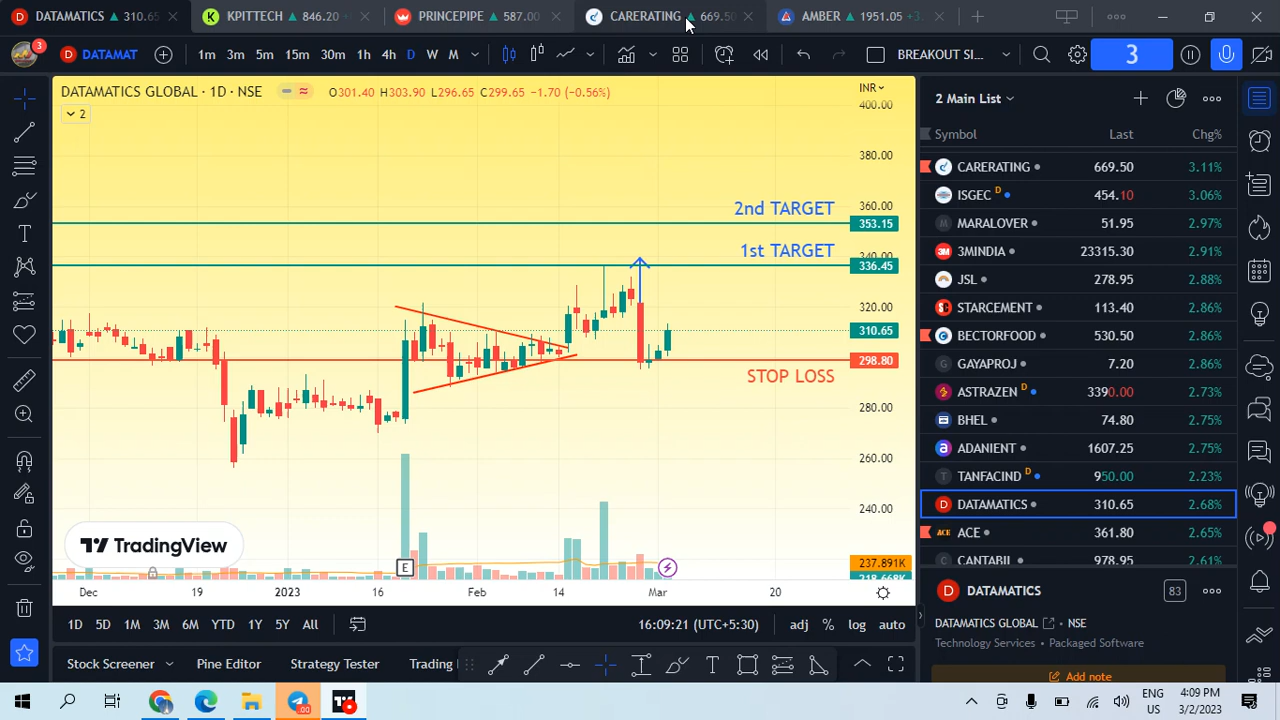 DATAMATICS ▲ 310.65
KPITTECH ▲ 846.20
PRINCEPIPE ▲ 587.00
CARERATING ▲ 669.50
AMBER ▲ 1951.05 +3.
3
DATAMAT
1m 3m 5m 15m 30m 1h 4h D W M
BREAKOUT SI...
3
DATAMATICS GLOBAL · 1D · NSE
O301.40 H303.90 L296.65 C299.65 −1.70 (−0.56%)
2
INR
400.00
380.00
360.00
2nd TARGET
353.15
1st TARGET
340.00
336.45
320.00
310.65
298.80
STOP LOSS
280.00
260.00
240.00
TradingView
E
237.891K
218.668K
Dec 19 2023 16 Feb 14 Mar 20
1D 5D 1M 3M 6M YTD 1Y 5Y All
16:09:21 (UTC+5:30)
adj % log auto
Stock Screener
Pine Editor
Strategy Tester
Trading
2 Main List
Symbol Last Chg%
CARERATING 669.50 3.11%
ISGEC D 454.10 3.06%
MARALOVER 51.95 2.97%
3MINDIA 23315.30 2.91%
JSL 278.95 2.88%
STARCEMENT 113.40 2.86%
BECTORFOOD 530.50 2.86%
GAYAPROJ 7.20 2.86%
ASTRAZEN D 3390.00 2.73%
BHEL 74.80 2.75%
ADANIENT 1607.25 2.75%
TANFACIND D 950.00 2.23%
DATAMATICS 310.65 2.68%
ACE 361.80 2.65%
CANTABIL 978.95 2.61%
DATAMATICS
83
DATAMATICS GLOBAL · NSE
Technology Services · Packaged Software
Add note
ENG
US
4:09 PM
3/2/2023